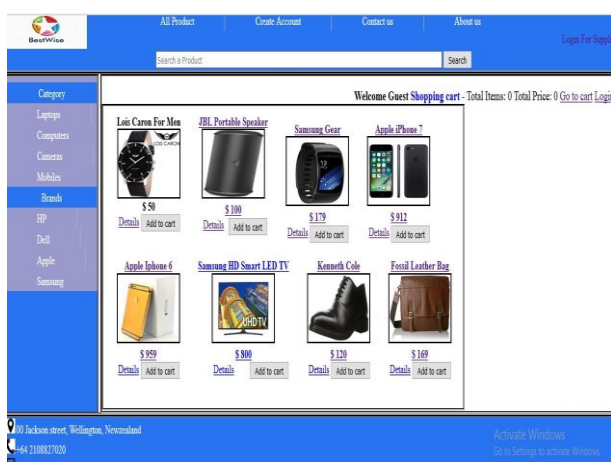 All Product Create Account Contact us About us
BestWise
Login For Suppl
Search a Product Search
Category
Welcome Guest Shopping cart - Total Items: 0 Total Price: 0 Go to cart Login
Laptops
Computers
Cameras
Mobiles
Brands
HP
Dell
Apple
Samsung
Lois Caron For Men
LOIS CARON
$ 50
Details Add to cart
JBL Portable Speaker
$ 100
Details Add to cart
Samsung Gear
$ 179
Details Add to cart
Apple iPhone 7
$ 912
Details Add to cart
Apple Iphone 6
$ 959
Details Add to cart
Samsung HD Smart LED TV
UHD TV
$ 800
Details Add to cart
Kenneth Cole
$ 120
Details Add to cart
Fossil Leather Bag
$ 169
Details Add to cart
00 Jackson street, Wellington, Newzealand
+64 2108827020
Activate Windows
Go to Settings to activate Windows.